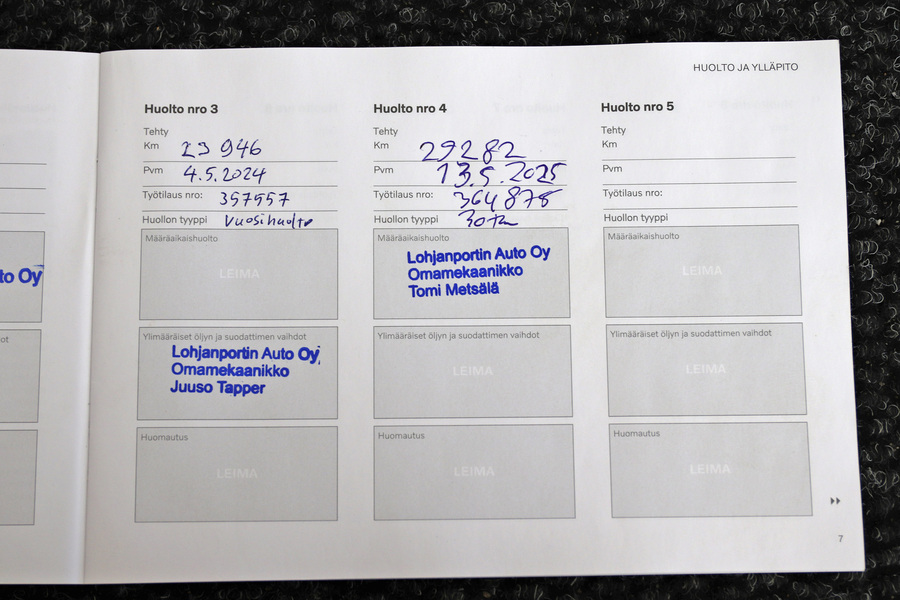 HUOLTO JA YLLÄPITO
to Oy
ot
Huolto nro 3
Tehty
Km 23 946
Pvm 4.5.2024
Työtilaus nro: 357557
Huollon tyyppi Vuosihuolto
Määräaikaishuolto
LEIMA
Ylimääräiset öljyn ja suodattimen vaihdot
Lohjanportin Auto Oy
Omamekaanikko
Juuso Tapper
Huomautus
LEIMA
Huolto nro 4
Tehty
Km 29282
Pvm 13.5.2025
Työtilaus nro: 364878
Huollon tyyppi
Määräaikaishuolto
Lohjanportin Auto Oy
Omamekaanikko
Tomi Metsälä
Ylimääräiset öljyn ja suodattimen vaihdot
LEIMA
Huomautus
LEIMA
Huolto nro 5
Tehty
Km
Pvm
Työtilaus nro:
Huollon tyyppi
Määräaikaishuolto
LEIMA
Ylimääräiset öljyn ja suodattimen vaihdot
LEIMA
Huomautus
LEIMA
7